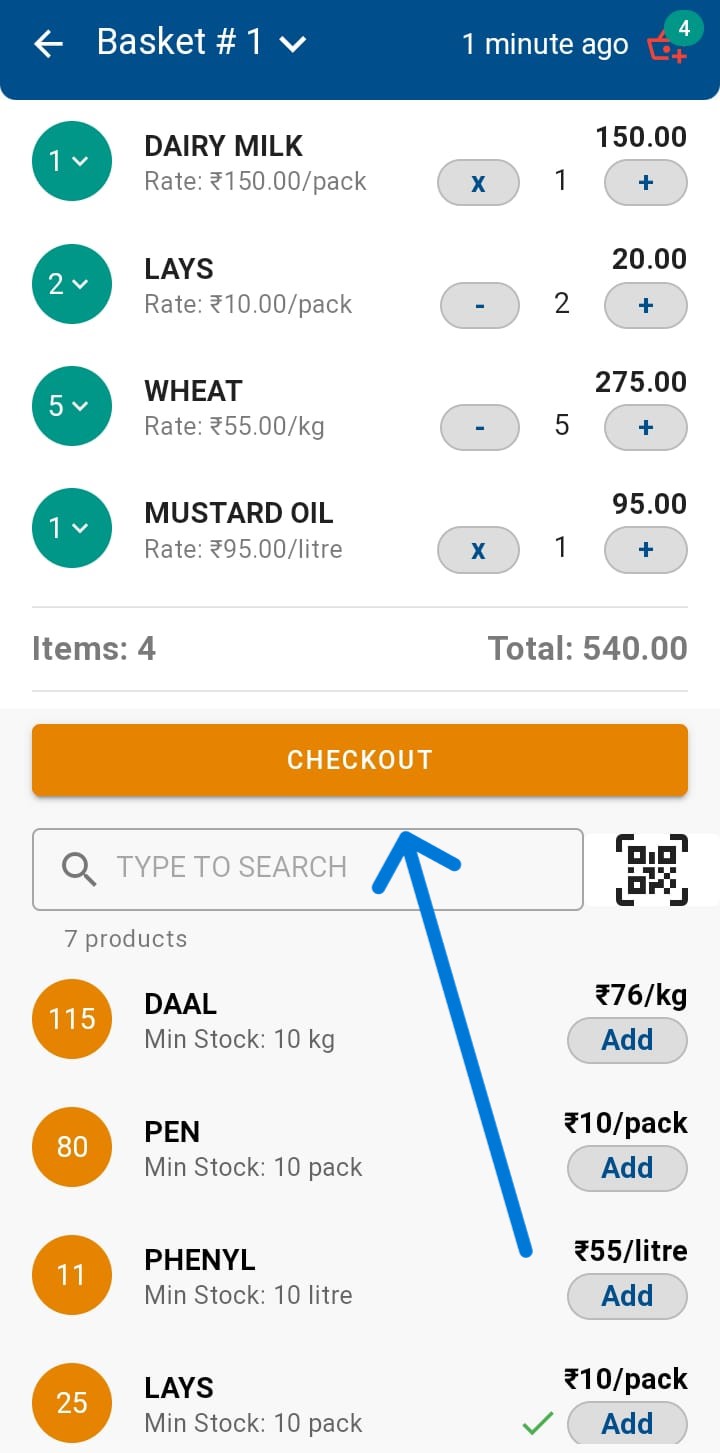 Basket # 1 1 minute ago 4
1 DAIRY MILK 150.00
Rate: ₹150.00/pack x 1 +
2 LAYS 20.00
Rate: ₹10.00/pack - 2 +
5 WHEAT 275.00
Rate: ₹55.00/kg - 5 +
1 MUSTARD OIL 95.00
Rate: ₹95.00/litre x 1 +
Items: 4 Total: 540.00
CHECKOUT
TYPE TO SEARCH
7 products
115 DAAL ₹76/kg
Min Stock: 10 kg Add
80 PEN ₹10/pack
Min Stock: 10 pack Add
11 PHENYL ₹55/litre
Min Stock: 10 litre Add
25 LAYS ₹10/pack
Min Stock: 10 pack Add